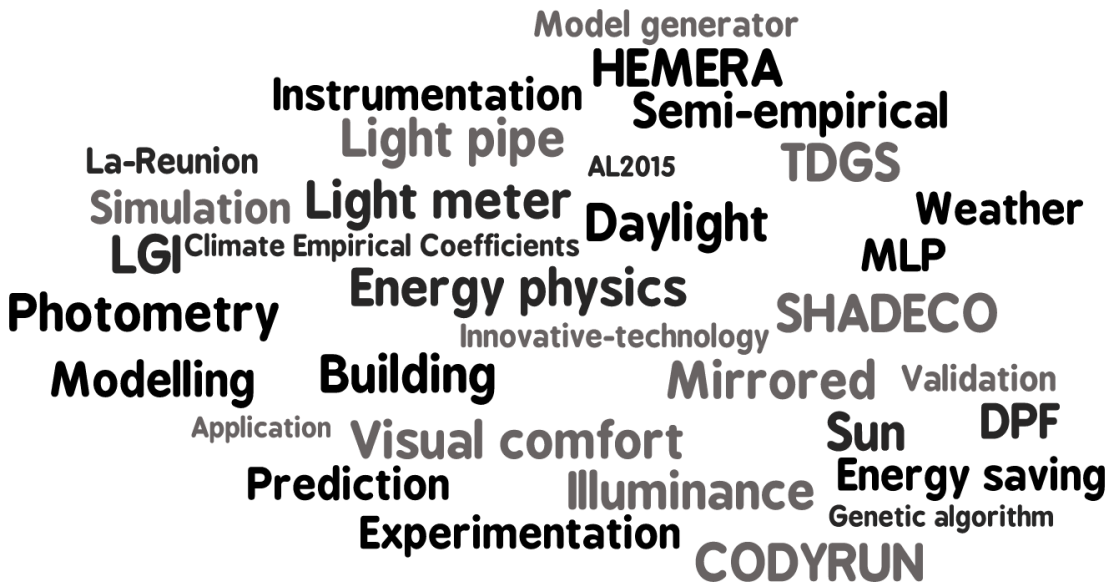 Model generator
HEMERA
Instrumentation
Semi-empirical
Light pipe
La-Reunion
AL2015
TDGS
Simulation
Light meter
Daylight
Weather
LGI
Climate Empirical Coefficients
MLP
Energy physics
Photometry
SHADECO
Innovative-technology
Modelling
Building
Mirrored
Validation
Application
Visual comfort
Sun
DPF
Prediction
Illuminance
Energy saving
Genetic algorithm
Experimentation
CODYRUN